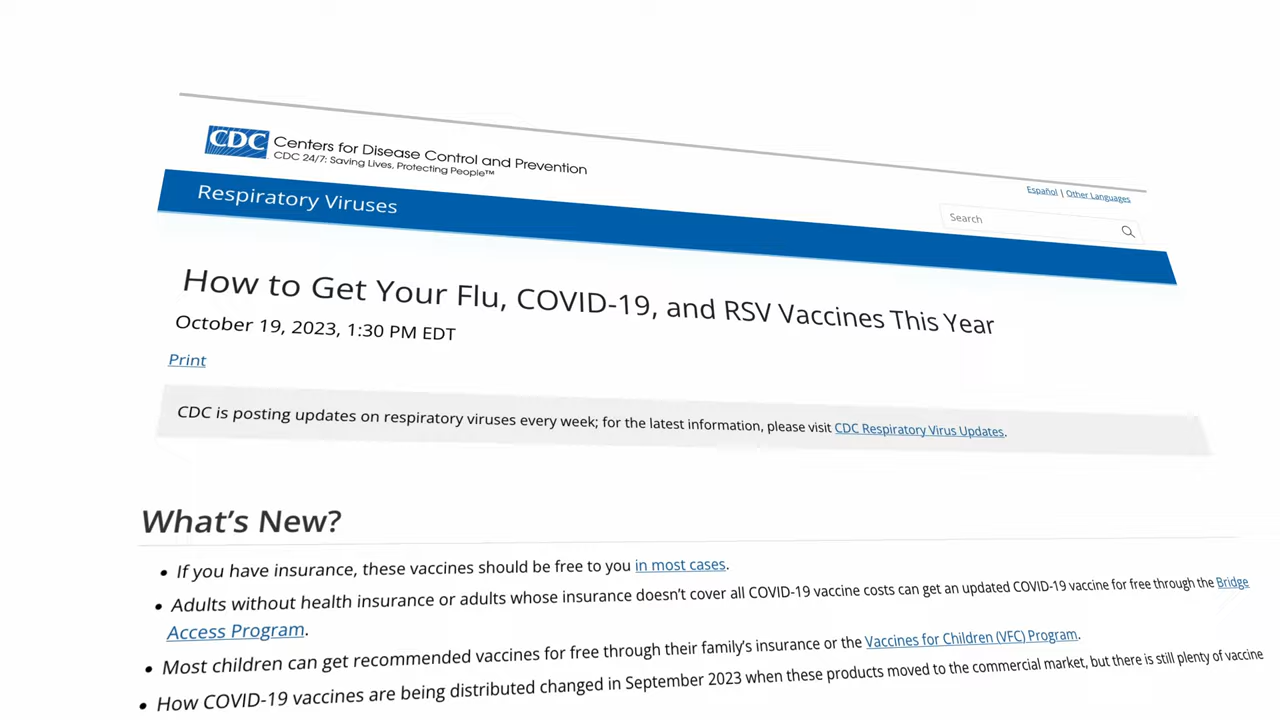 CDC Centers for Disease Control and Prevention
CDC 24/7: Saving Lives, Protecting People™
Español | Other Languages
Respiratory Viruses
Search
How to Get Your Flu, COVID-19, and RSV Vaccines This Year
October 19, 2023, 1:30 PM EDT
Print
CDC is posting updates on respiratory viruses every week; for the latest information, please visit CDC Respiratory Virus Updates.
What's New?
• If you have insurance, these vaccines should be free to you in most cases.
• Adults without health insurance or adults whose insurance doesn't cover all COVID-19 vaccine costs can get an updated COVID-19 vaccine for free through the Bridge
Access Program.
• Most children can get recommended vaccines for free through their family's insurance or the Vaccines for Children (VFC) Program.
• How COVID-19 vaccines are being distributed changed in September 2023 when these products moved to the commercial market, but there is still plenty of vaccine